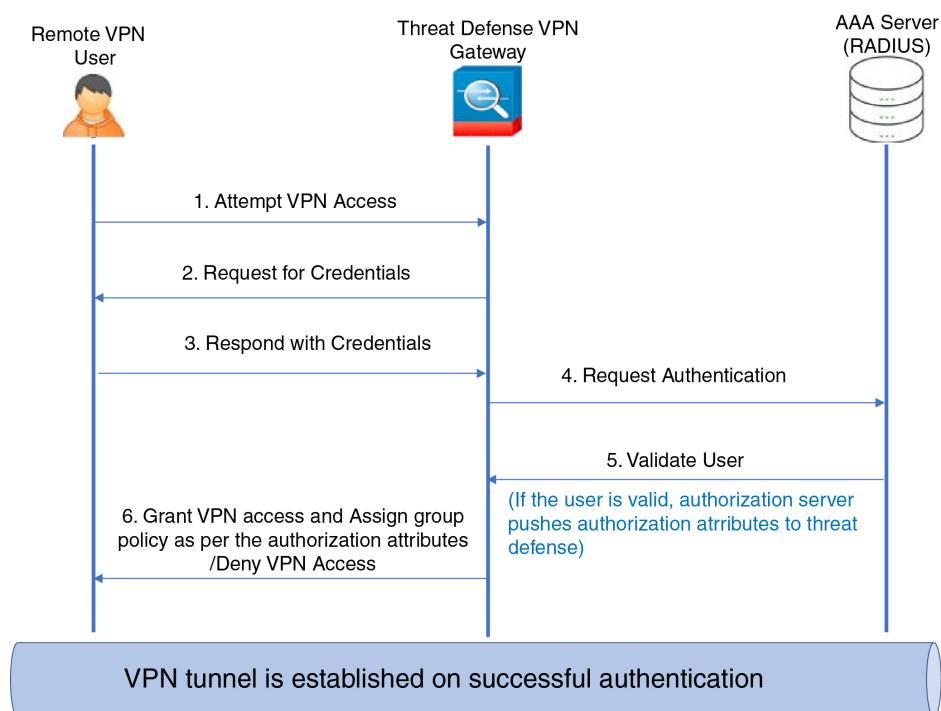 Remote VPN
User
Threat Defense VPN
Gateway
AAA Server
(RADIUS)
1. Attempt VPN Access
2. Request for Credentials
3. Respond with Credentials
4. Request Authentication
5. Validate User
(If the user is valid, authorization server
pushes authorization atrributes to threat
defense)
6. Grant VPN access and Assign group
policy as per the authorization attributes
/Deny VPN Access
VPN tunnel is established on successful authentication